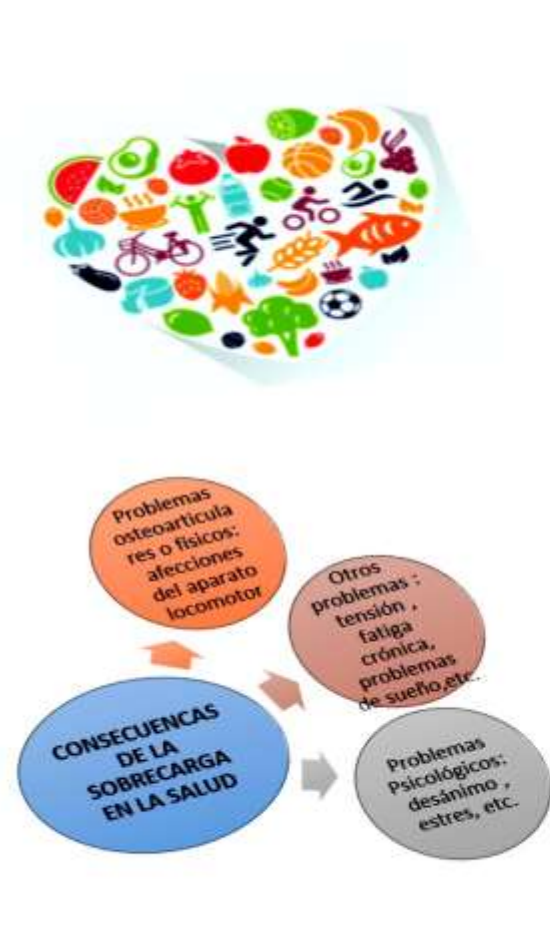 Problemas
osteoarticula
res o físicos:
afecciones
del aparato
locomotor
Otros
problemas :
tensión ,
fatiga
crónica,
problemas
de sueño,etc.
CONSECUENCAS
DE LA
SOBRECARGA
EN LA SALUD
Problemas
Psicológicos:
desánimo ,
estres, etc.